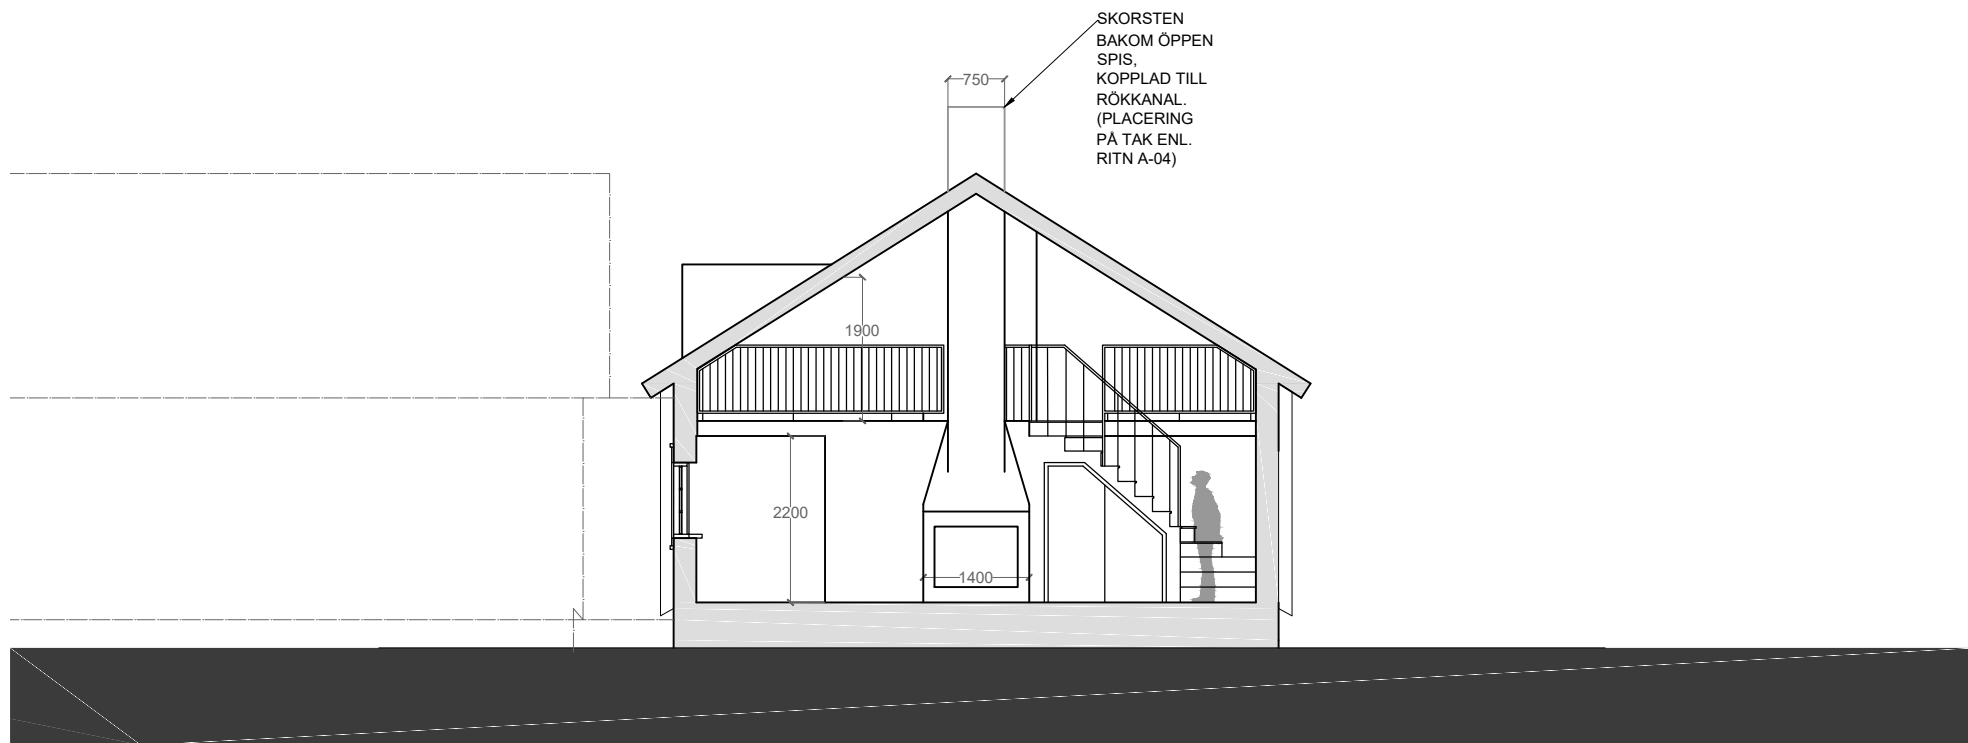 SKORSTEN
BAKOM ÖPPEN
SPIS,
KOPPLAD TILL
RÖKKANAL.
(PLACERING
PÅ TAK ENL.
RITN A-04)
750
1900
2200
1400